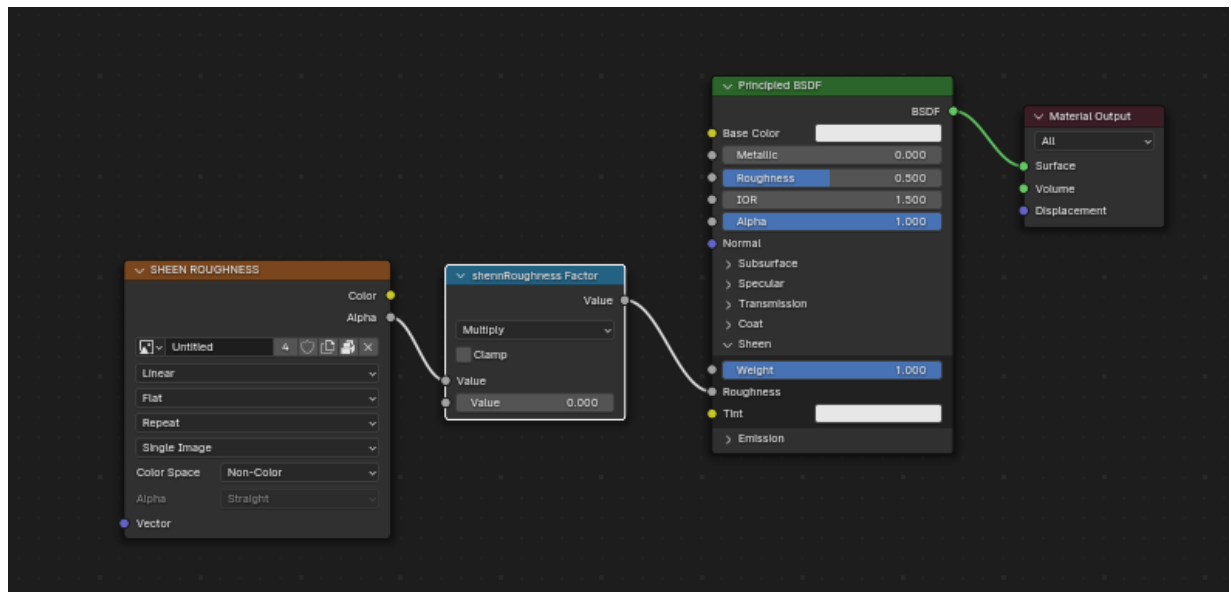 SHEEN ROUGHNESS
Color
Alpha
Untitled 4
Linear
Flat
Repeat
Single Image
Color Space Non-Color
Alpha Straight
Vector
shennRoughness Factor
Value
Multiply
Clamp
Value
Value 0.000
Principled BSDF
BSDF
Base Color
Metallic 0.000
Roughness 0.500
IOR 1.500
Alpha 1.000
Normal
Subsurface
Specular
Transmission
Coat
Sheen
Weight 1.000
Roughness
Tint
Emission
Material Output
All
Surface
Volume
Displacement